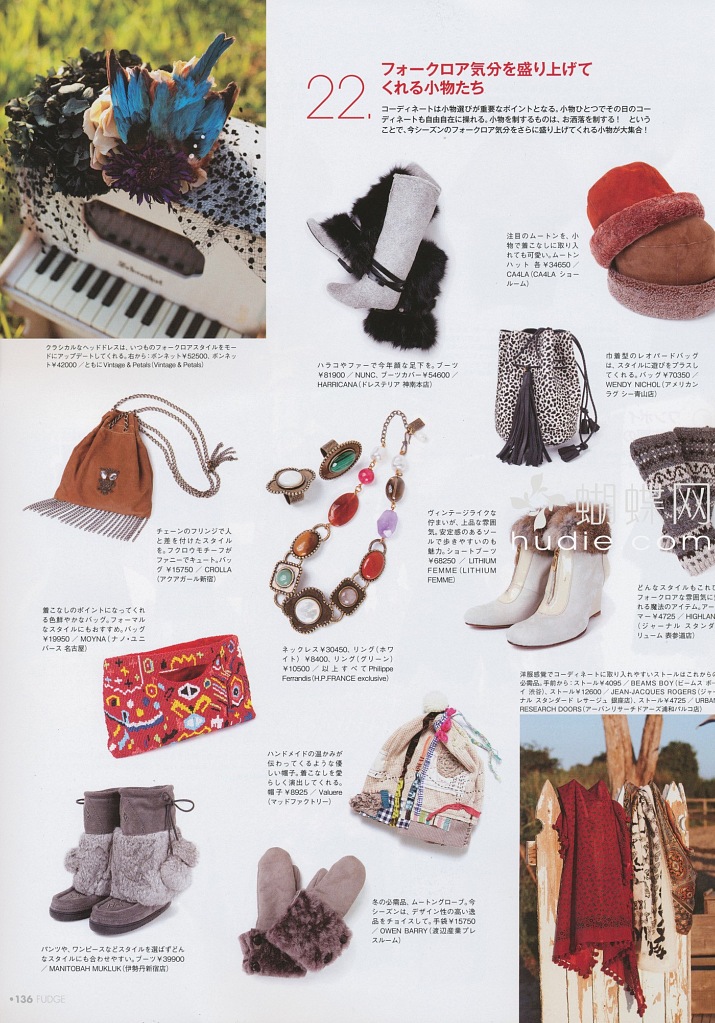 22.
フォークロア気分を盛り上げて
くれる小物たち
コーディネートは小物選びが重要なポイントとなる。小物ひとつでその日のコー
ディネートも自由自在に操れる。小物を制するものは、お洒落を制する！　という
ことで、今シーズンのフォークロア気分をさらに盛り上げてくれる小物が大集合！
クラシカルなヘッドドレスは、いつものフォークロアスタイルをモー
ドにアップデートしてくれる。右から：ボンネット¥52500、ボンネッ
ト¥42000／ともにVintage & Petals（Vintage & Petals）
ハラコやファーで今年顔な足下を。ブーツ
¥81900／NUNC、ブーツカバー¥54600／
HARRICANA（ドレステリア 神南本店）
注目のムートンを、小
物で着こなしに取り入
れても可愛い。ムートン
ハット 各¥34650／
CA4LA（CA4LA ショー
ルーム）
巾着型のレオパードバッグ
は、スタイルに遊びをプラスし
てくれる。バッグ¥70350／
WENDY NICHOL（アメリカン
ラグ シー青山店）
チェーンのフリンジで人
と差を付けたスタイル
を。フクロウモチーフが
ファニーでキュート。バッ
グ¥15750／CROLLA
（アクアガール新宿）
ヴィンテージライクな
佇まいが、上品な雰囲
気。安定感のあるソール
で歩きやすいのも
魅力。ショートブーツ
¥68250／LITHIUM
FEMME（LITHIUM
FEMME）
蝴蝶网
hudie.com
どんなスタイルもこれひ
フォークロアな雰囲気に
れる魔法のアイテム。アー
マー¥4725／HIGHLAN
（ジャーナル スタンダ
リューム 表参道店）
着こなしのポイントになってくれ
る色鮮やかなバッグ。フォーマル
なスタイルにもおすすめ。バッグ
¥19950／MOYNA（ナノ・ユニ
バース 名古屋）
ネックレス¥30450、リング（ホワ
イト）¥8400、リング（グリーン）
¥10500／以上すべてPhilippe
Ferrandis（H.P.FRANCE exclusive）
洋服感覚でコーディネートに取り入れやすいストールはこれからの
必需品。手前から：ストール¥4095／BEAMS BOY（ビームス ボー
イ 渋谷）、ストール¥12600／JEAN-JACQUES ROGERS（ジャー
ナル スタンダード レサージュ 銀座店）、ストール¥4725／URBAN
RESEARCH DOORS（アーバンリサーチドアーズ浦和パルコ店）
ハンドメイドの温かみが
伝わってくるような優
しい帽子。着こなしを愛
らしく演出してくれる。
帽子¥8925／Valuere
（マッドファクトリー）
パンツや、ワンピースなどスタイルを選ばずどん
なスタイルにも合わせやすい。ブーツ¥39900
／MANITOBAH MUKLUK（伊勢丹新宿店）
冬の必需品、ムートングローブ。今
シーズンは、デザイン性の高い逸
品をチョイスして。手袋¥15750
／OWEN BARRY（渡辺産業プレ
スルーム）
136 FUDGE